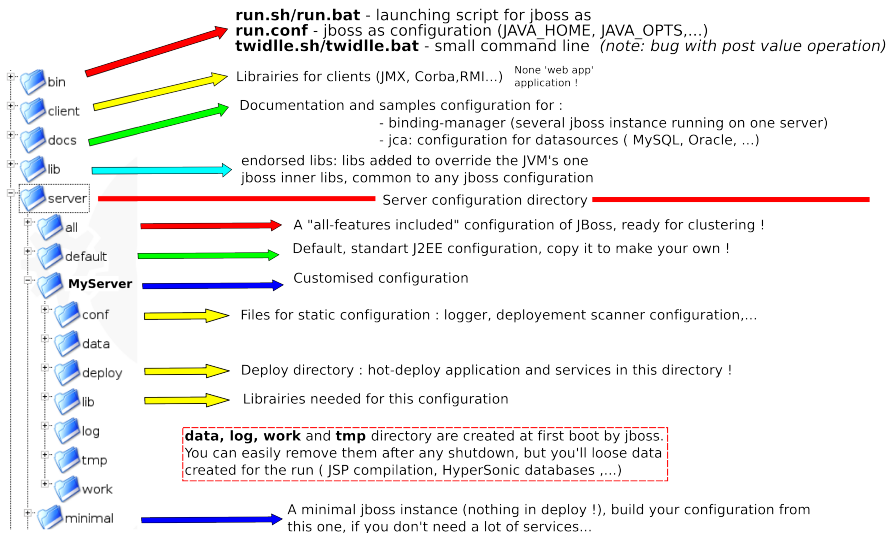 run.sh/run.bat - launching script for jboss as
run.conf - jboss as configuration (JAVA_HOME, JAVA_OPTS,...)
twidlle.sh/twidlle.bat - small command line (note: bug with post value operation)
bin
Librairies for clients (JMX, Corba,RMI...)
None 'web app'
application !
client
Documentation and samples configuration for :
- binding-manager (several jboss instance running on one server)
docs
- jca: configuration for datasources ( MySQL, Oracle, ...)
lib
endorsed libs: libs added to override the JVM's one
jboss inner libs, common to any jboss configuration
server
Server configuration directory
all
A "all-features included" configuration of JBoss, ready for clustering !
default
Default, standart J2EE configuration, copy it to make your own !
MyServer
Customised configuration
conf
Files for static configuration : logger, deployement scanner configuration,...
data
deploy
Deploy directory : hot-deploy application and services in this directory !
lib
Librairies needed for this configuration
log
data, log, work and tmp directory are created at first boot by jboss.
You can easily remove them after any shutdown, but you'll loose data
created for the run ( JSP compilation, HyperSonic databases ,...)
tmp
work
minimal
A minimal jboss instance (nothing in deploy !), build your configuration from
this one, if you don't need a lot of services...